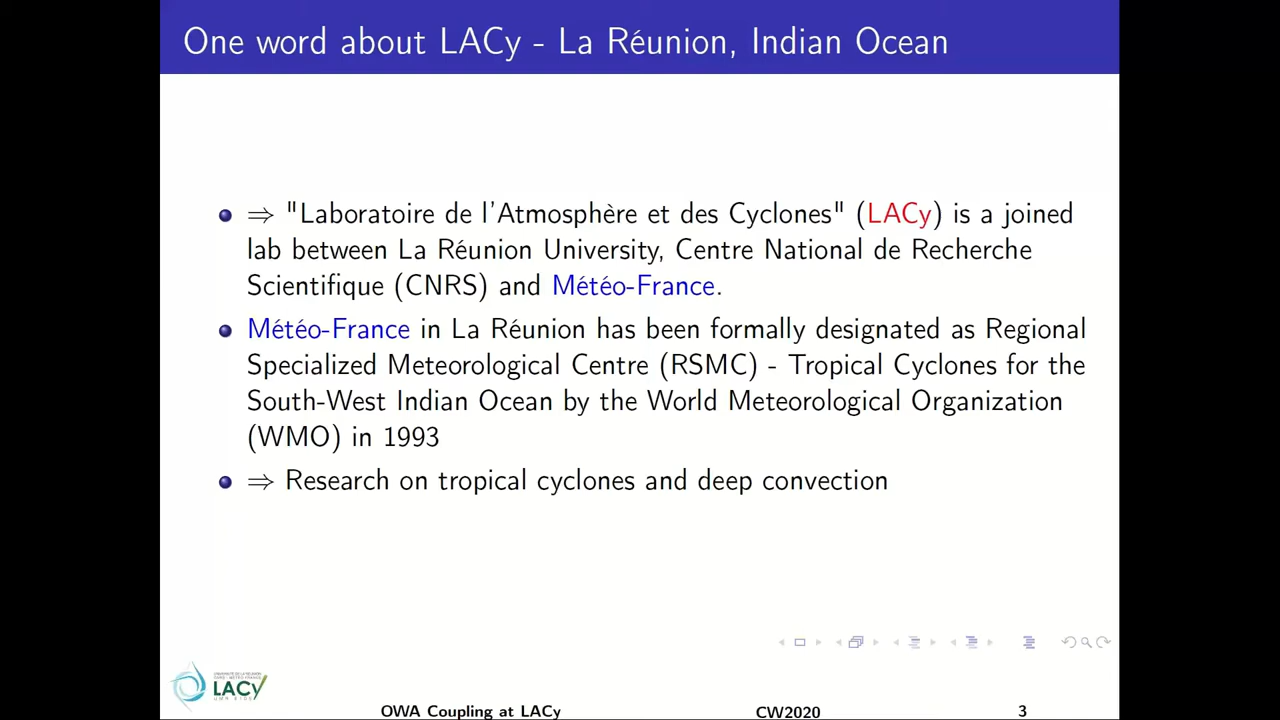 One word about LACy - La Réunion, Indian Ocean
⇒ "Laboratoire de l'Atmosphère et des Cyclones" (LACy) is a joined
lab between La Réunion University, Centre National de Recherche
Scientifique (CNRS) and Météo-France.
Météo-France in La Réunion has been formally designated as Regional
Specialized Meteorological Centre (RSMC) - Tropical Cyclones for the
South-West Indian Ocean by the World Meteorological Organization
(WMO) in 1993
⇒ Research on tropical cyclones and deep convection
LACy
OWA Coupling at LACy CW2020 3